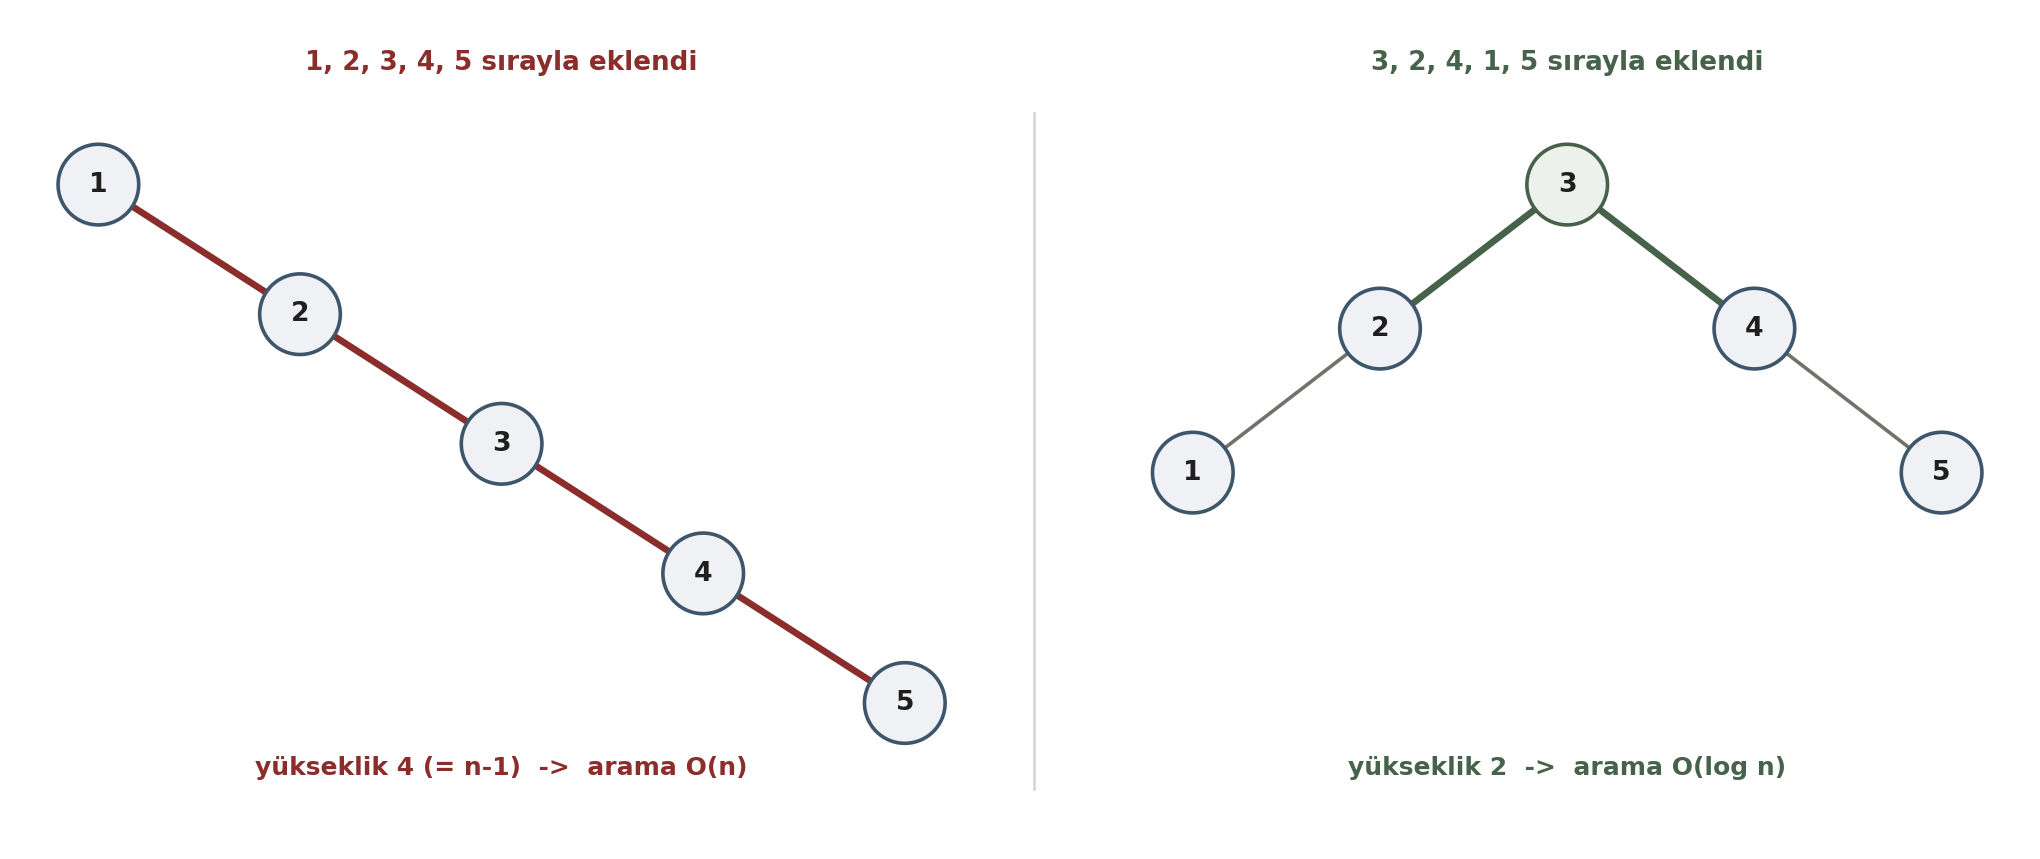 1, 2, 3, 4, 5 sırayla eklendi
1
2
3
4
5
yükseklik 4 (= n-1) -> arama O(n)
3, 2, 4, 1, 5 sırayla eklendi
3
2
4
1
5
yükseklik 2 -> arama O(log n)